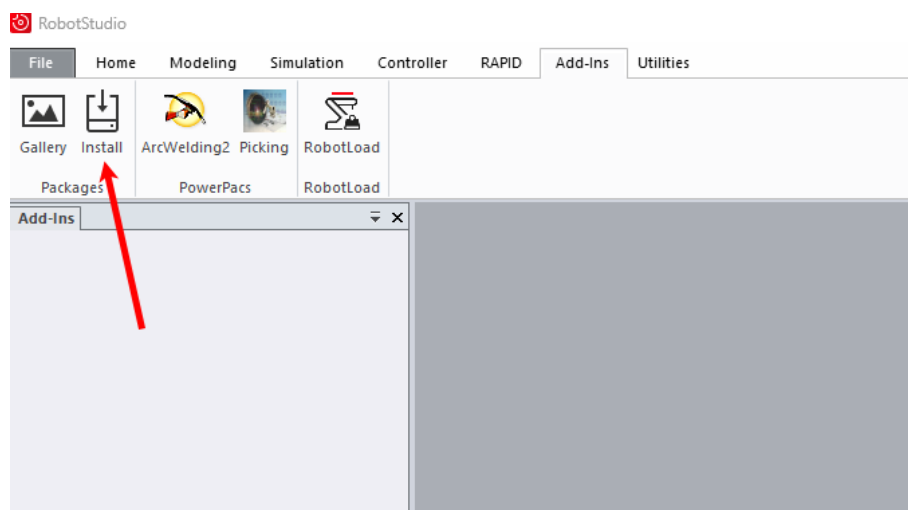 RobotStudio
File Home Modeling Simulation Controller RAPID Add-Ins Utilities
Gallery Install ArcWelding2 Picking RobotLoad
Packages PowerPacs RobotLoad
Add-Ins